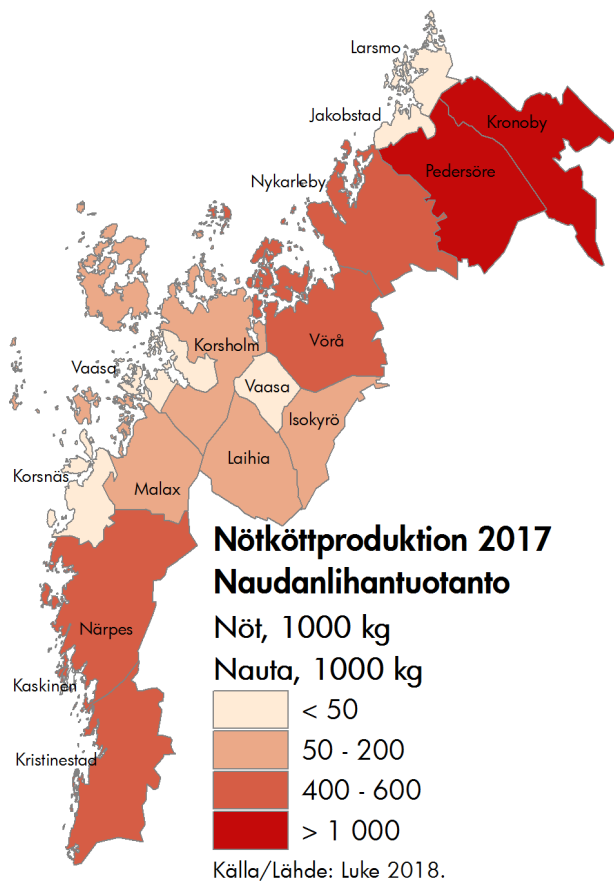 Larsmo
Jakobstad
Kronoby
Pedersöre
Nykarleby
Korsholm
Vörå
Vaasa
Vaasa
Isokyrö
Laihia
Korsnäs
Malax
Närpes
Kaskinen
Kristinestad
Nötköttproduktion 2017
Naudanlihantuotanto
Nöt, 1000 kg
Nauta, 1000 kg
< 50
50 - 200
400 - 600
> 1 000
Källa/Lähde: Luke 2018.